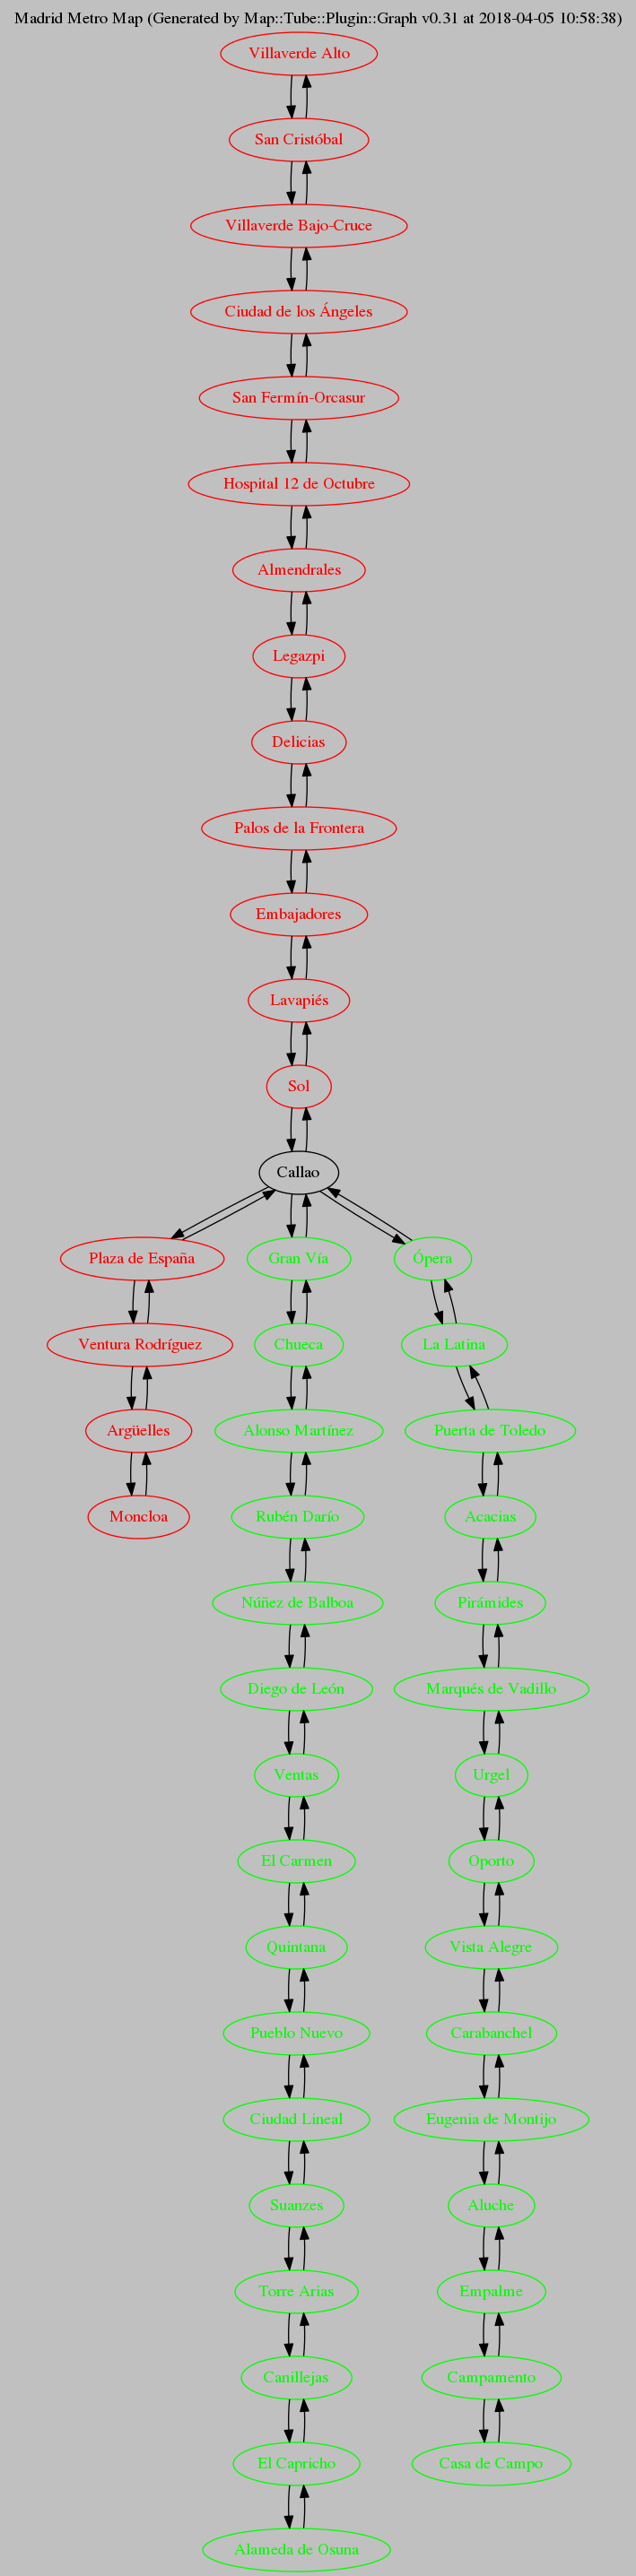 Madrid Metro Map (Generated by Map::Tube::Plugin::Graph v0.31 at 2018-04-05 10:58:38)
Villaverde Alto
San Cristóbal
Villaverde Bajo-Cruce
Ciudad de los Ángeles
San Fermín-Orcasur
Hospital 12 de Octubre
Almendrales
Legazpi
Delicias
Palos de la Frontera
Embajadores
Lavapiés
Sol
Callao
Plaza de España
Ventura Rodríguez
Argüelles
Moncloa
Gran Vía
Chueca
Alonso Martínez
Rubén Darío
Núñez de Balboa
Diego de León
Ventas
El Carmen
Quintana
Pueblo Nuevo
Ciudad Lineal
Suanzes
Torre Arias
Canillejas
El Capricho
Alameda de Osuna
Ópera
La Latina
Puerta de Toledo
Acacias
Pirámides
Marqués de Vadillo
Urgel
Oporto
Vista Alegre
Carabanchel
Eugenia de Montijo
Aluche
Empalme
Campamento
Casa de Campo